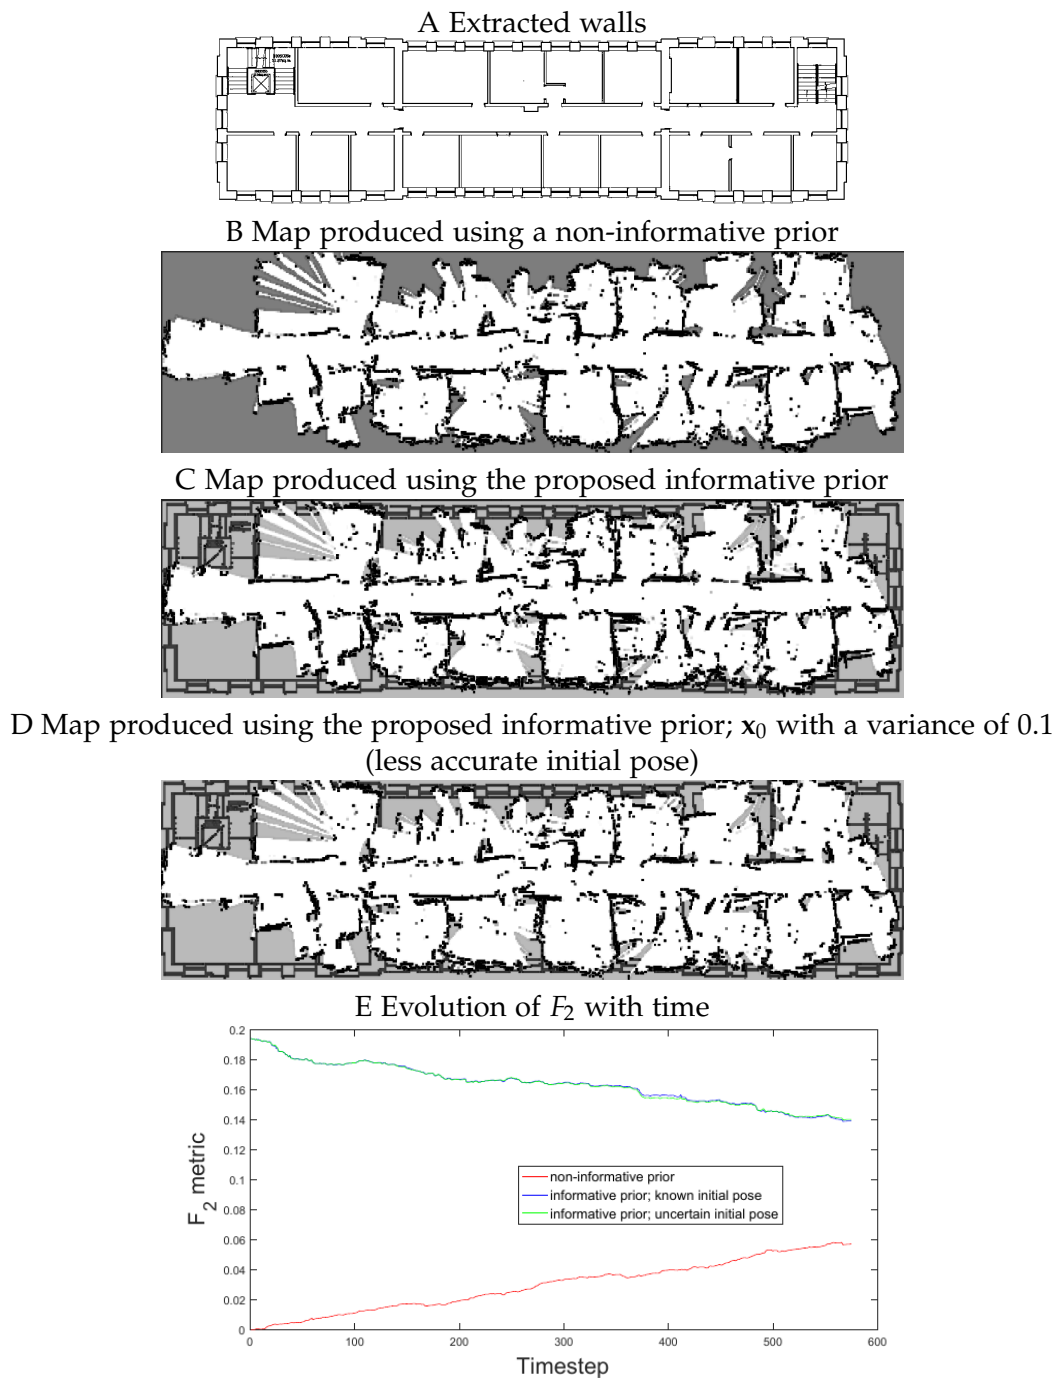 A Extracted walls
B Map produced using a non-informative prior
C Map produced using the proposed informative prior
D Map produced using the proposed informative prior; x0 with a variance of 0.1
(less accurate initial pose)
E Evolution of F2 with time
0.2
0.18
0.16
0.14
0.12
0.1
0.08
0.06
0.04
0.02
0
F2 metric
non-informative prior
informative prior; known initial pose
informative prior; uncertain initial pose
0 100 200 300 400 500 600
Timestep